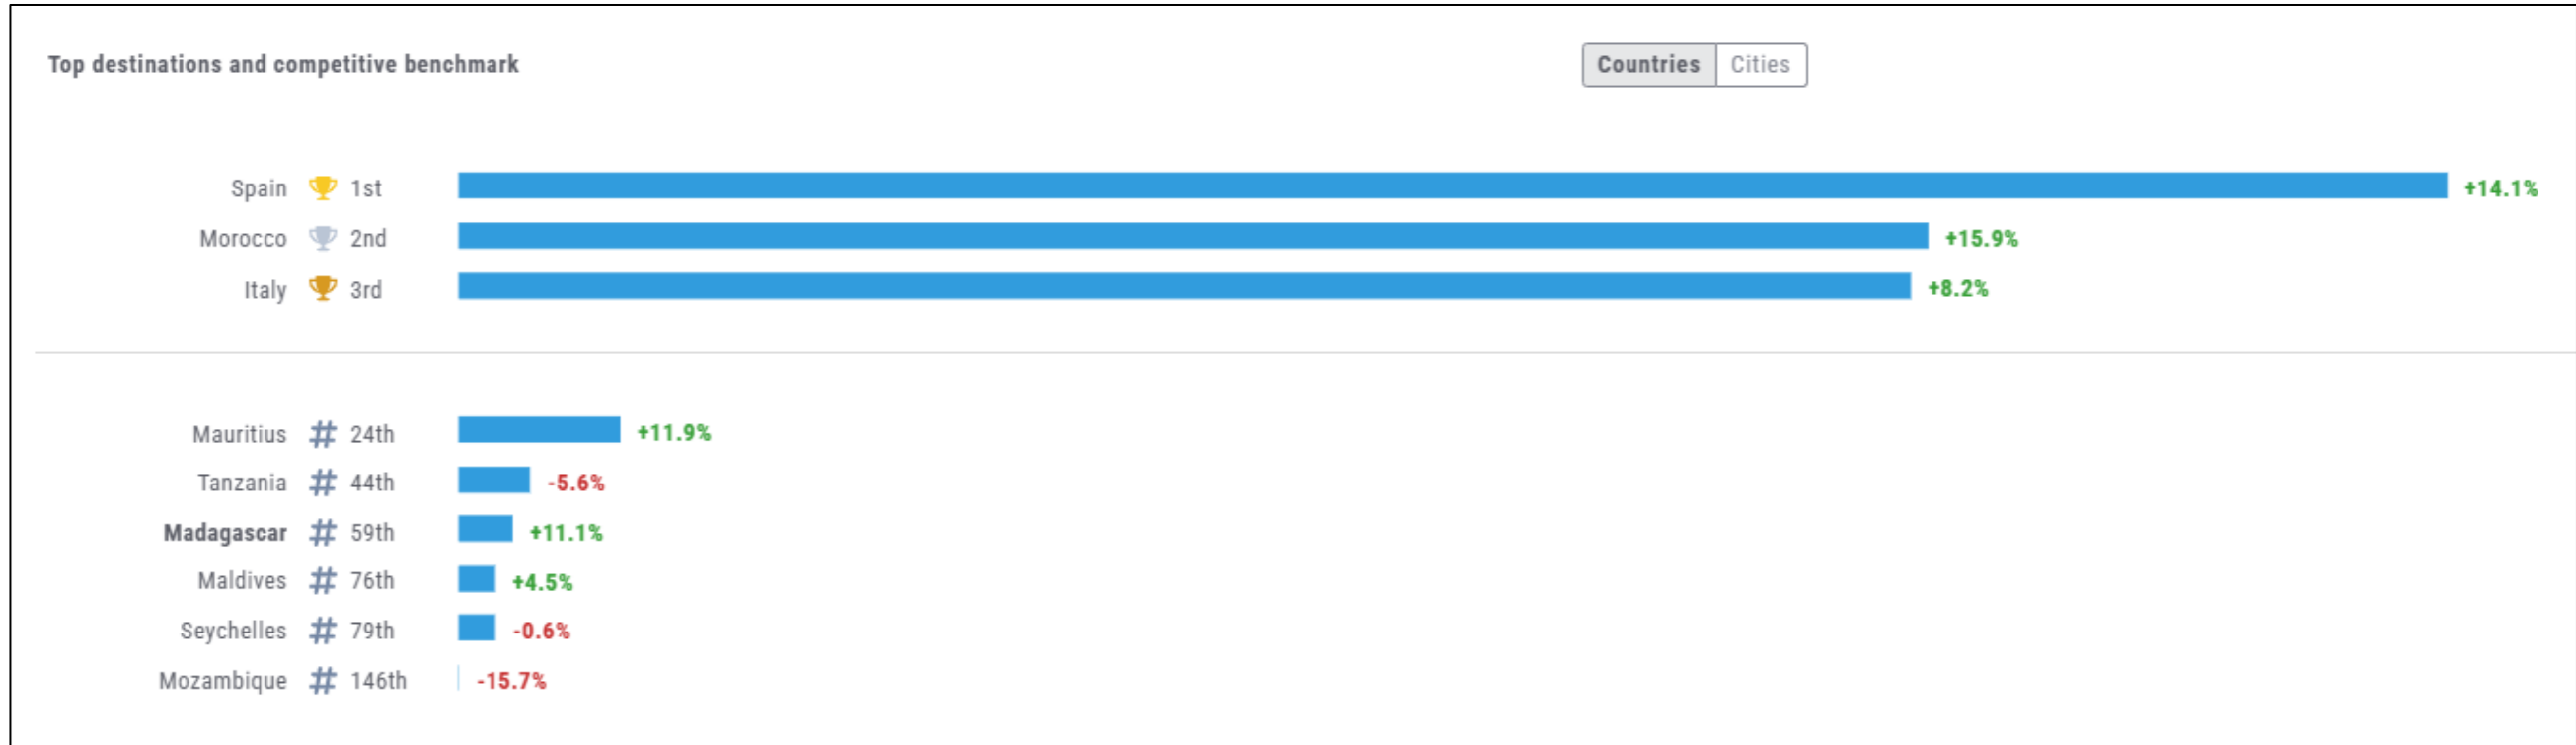 Top destinations and competitive benchmark Countries Cities
Spain 1st +14.1%
Morocco 2nd +15.9%
Italy 3rd +8.2%
Mauritius # 24th +11.9%
Tanzania # 44th -5.6%
Madagascar # 59th +11.1%
Maldives # 76th +4.5%
Seychelles # 79th -0.6%
Mozambique # 146th -15.7%